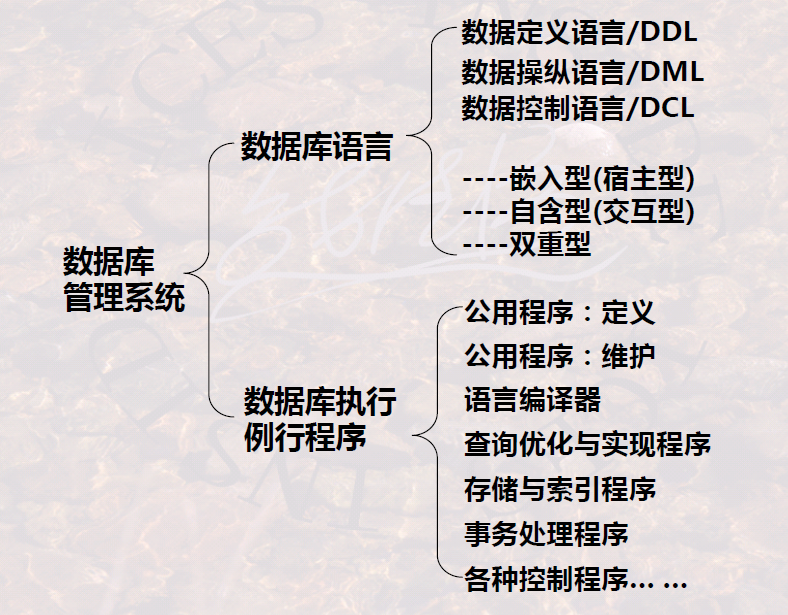 数据定义语言/DDL
数据操纵语言/DML
数据控制语言/DCL
数据库语言
----嵌入型(宿主型)
----自含型(交互型)
----双重型
数据库
管理系统
公用程序：定义
公用程序：维护
数据库执行
例行程序
语言编译器
查询优化与实现程序
存储与索引程序
事务处理程序
各种控制程序... ...